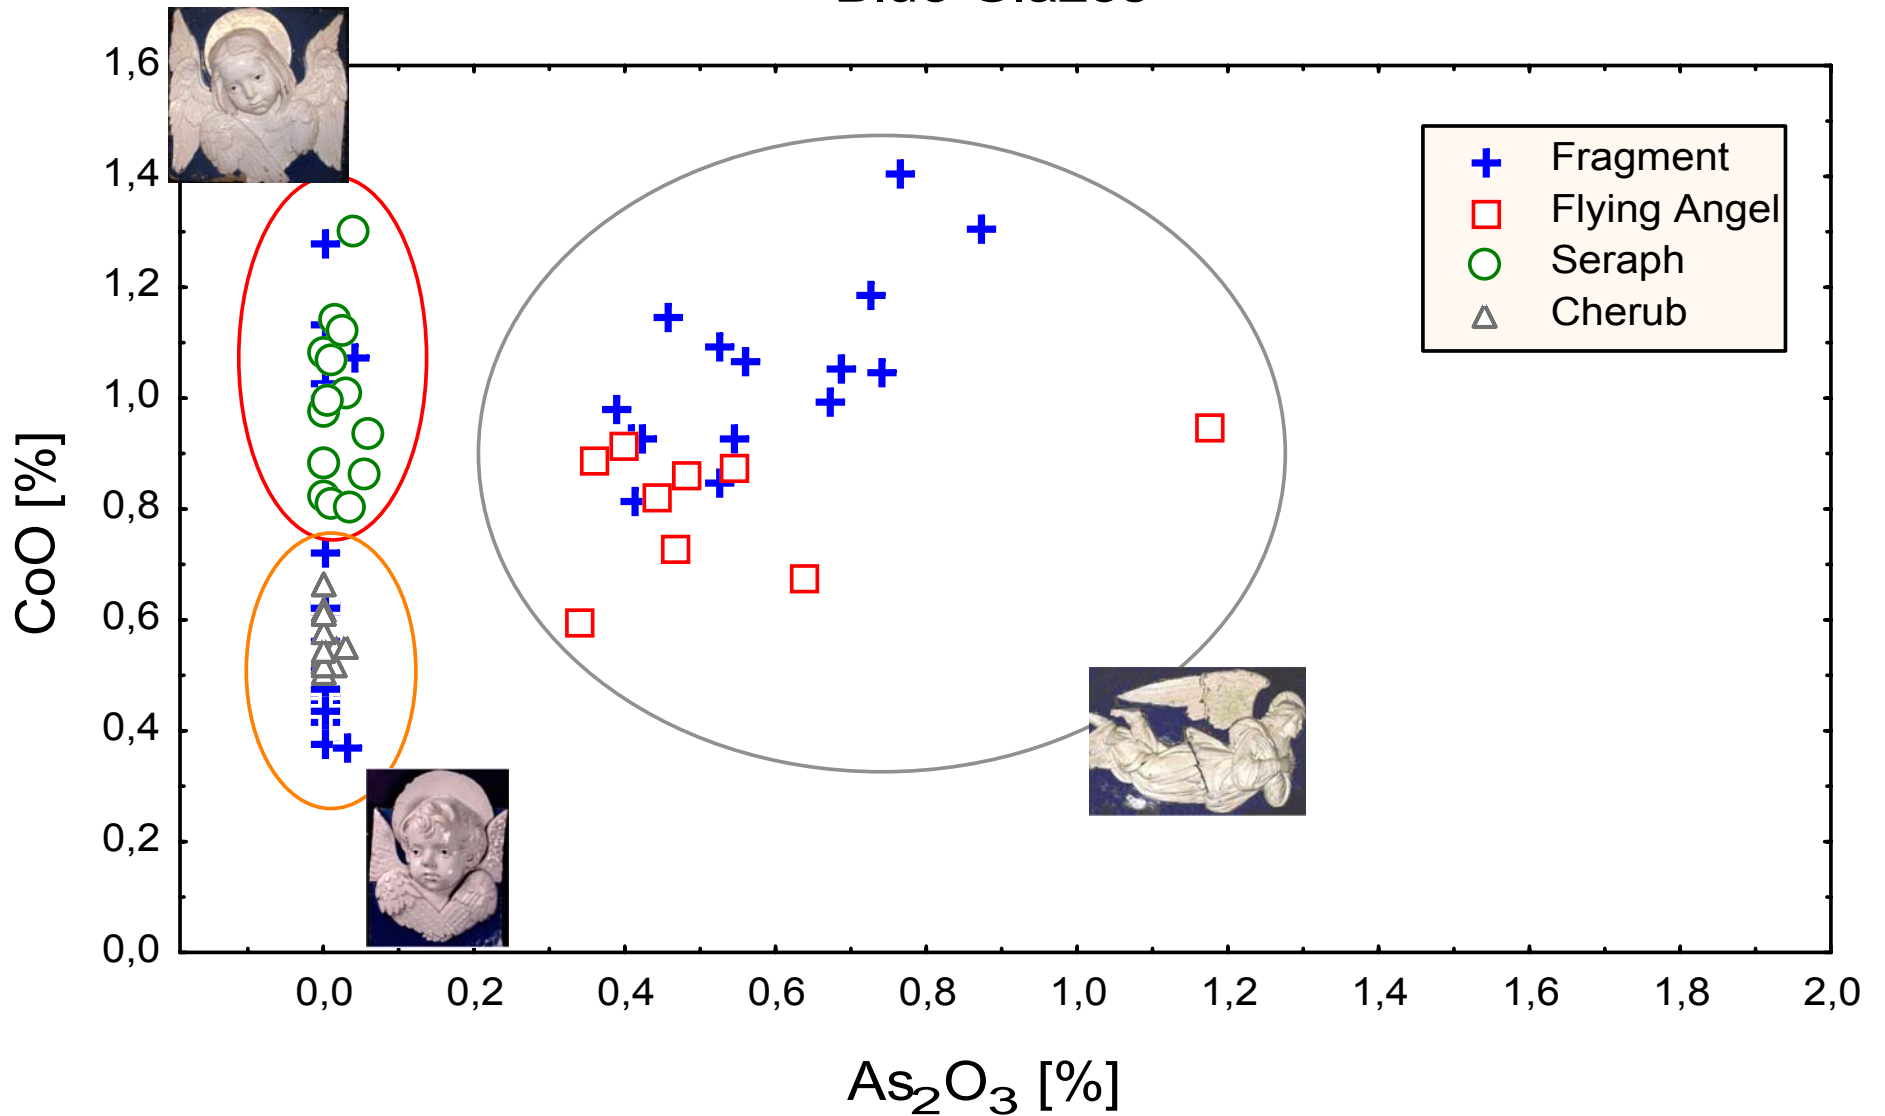 Blue Glazes
1,6
1,4
1,2
1,0
0,8
0,6
0,4
0,2
0,0
CoO [%]
Fragment
Flying Angel
Seraph
Cherub
0,0 0,2 0,4 0,6 0,8 1,0 1,2 1,4 1,6 1,8 2,0
As₂O₃ [%]